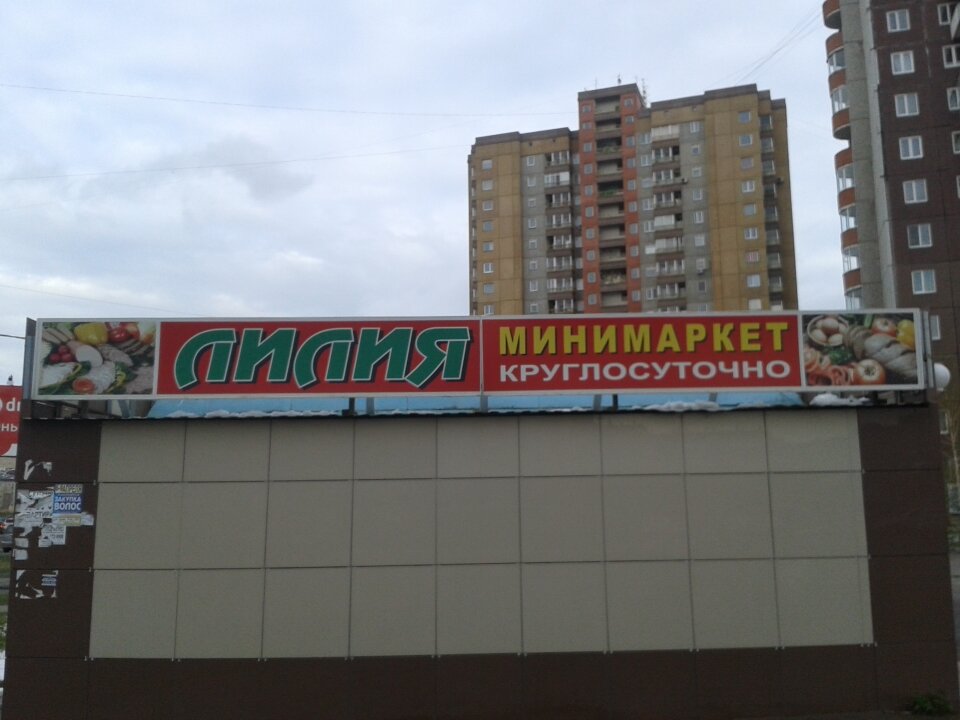 ЛИЛИЯ
МИНИМАРКЕТ
КРУГЛОСУТОЧНО
ЗАКУПКА
ВОЛОС